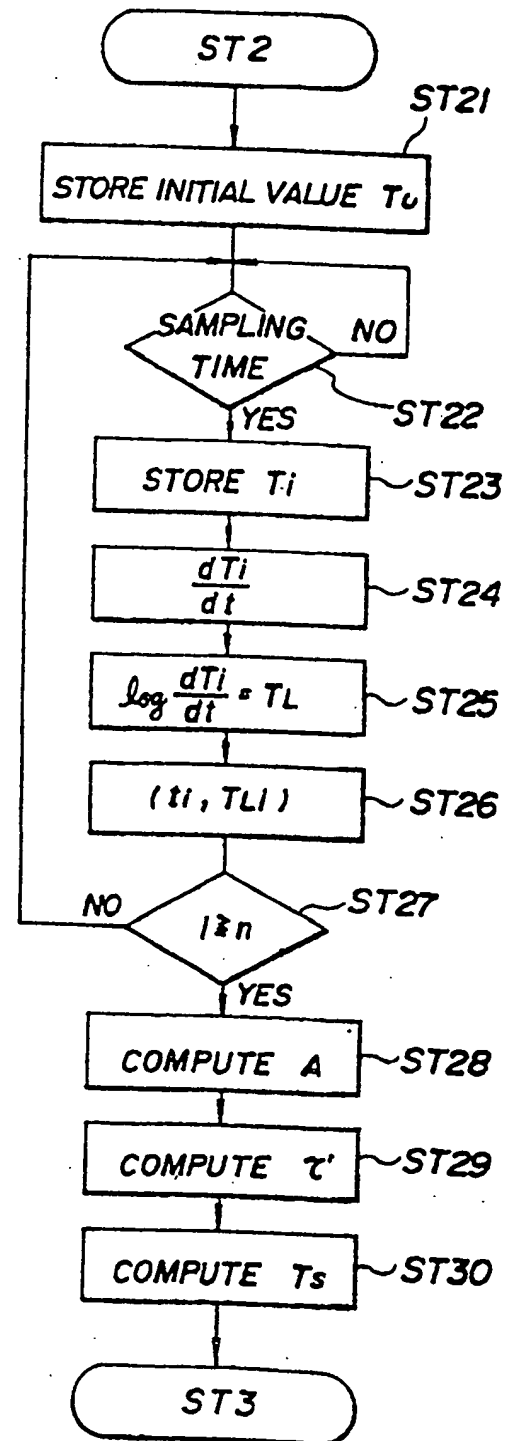 ST2
ST21
STORE INITIAL VALUE Tu
SAMPLING
TIME
NO
ST22
YES
STORE Ti
ST23
dTi
dt
ST24
log dTi/dt = TL
ST25
(ti, TLi)
ST26
NO
ST27
i≧n
YES
COMPUTE A
ST28
COMPUTE τ'
ST29
COMPUTE Ts
ST30
ST3